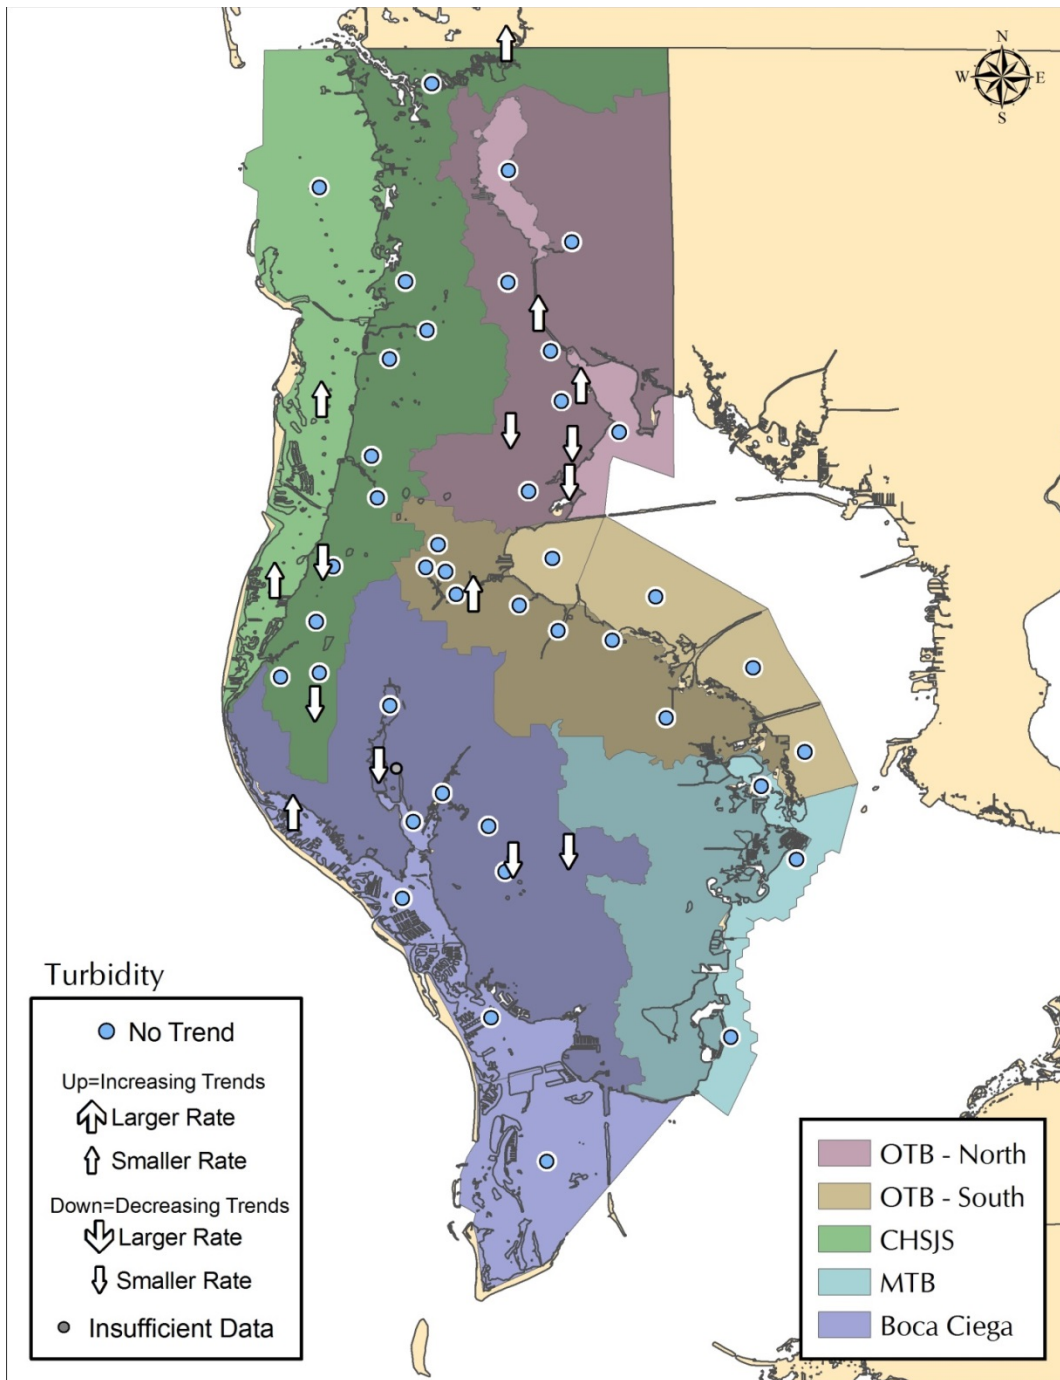 N
W E
S
Turbidity
No Trend
Up=Increasing Trends
Larger Rate
Smaller Rate
Down=Decreasing Trends
Larger Rate
Smaller Rate
Insufficient Data
OTB - North
OTB - South
CHSJS
MTB
Boca Ciega